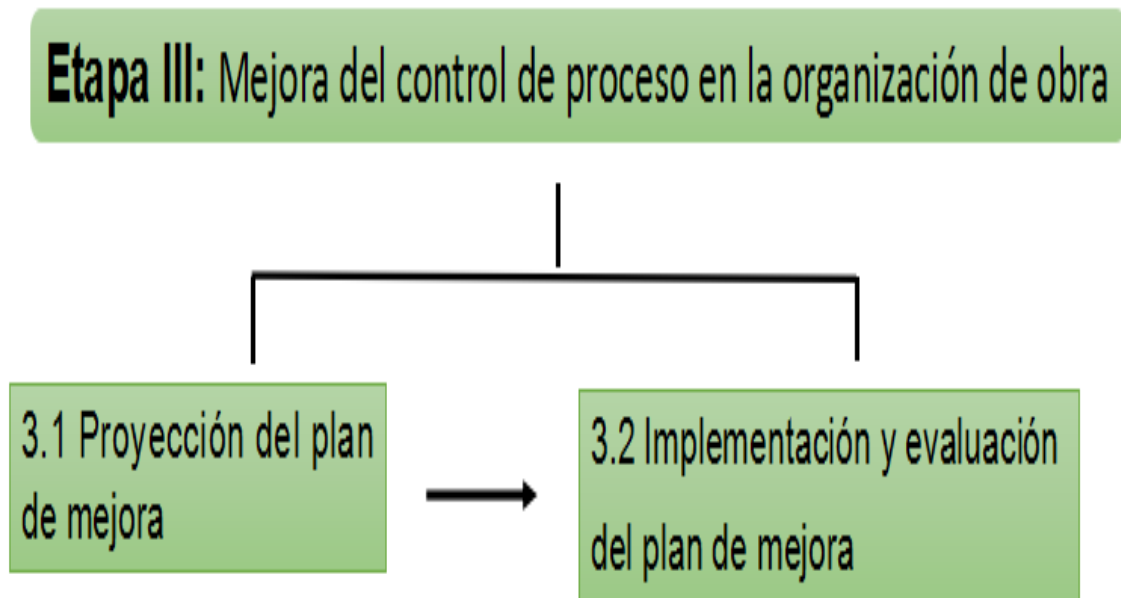 Etapa III: Mejora del control de proceso en la organización de obra
3.1 Proyección del plan
de mejora
3.2 Implementación y evaluación
del plan de mejora